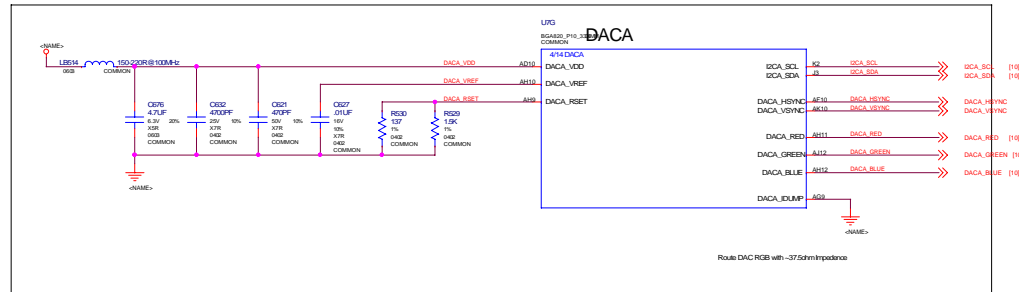 U7G
BGA820_P10_33
COMMON
DACA
<NAME>
LB514
150-220R@100MHz
0603
COMMON
4/14 DACA
DACA_VDD
AD10
DACA_VDD
DACA_VREF
AH10
DACA_VREF
DACA_RSET
AH9
DACA_RSET
I2CA_SCL
K2
I2CA_SCL
I2CA_SCL
[10]
I2CA_SDA
J3
I2CA_SDA
I2CA_SDA
[10]
DACA_HSYNC
AF10
DACA_HSYNC
DACA_HSYNC
DACA_VSYNC
AK10
DACA_VSYNC
DACA_VSYNC
DACA_RED
AH11
DACA_RED
DACA_RED
[10]
DACA_GREEN
AJ12
DACA_GREEN
DACA_GREEN
DACA_BLUE
AH12
DACA_BLUE
DACA_BLUE
DACA_IDUMP
AG9
<NAME>
C676
4.7UF
6.3V
20%
X5R
0603
COMMON
C632
4700PF
25V
10%
X7R
0402
COMMON
C621
470PF
50V
10%
X7R
0402
COMMON
C627
.01UF
16V
10%
X7R
0402
COMMON
R530
137
1%
0402
COMMON
R529
1.5K
1%
0402
COMMON
<NAME>
Route DAC RGB with ~37.5ohm Impedence